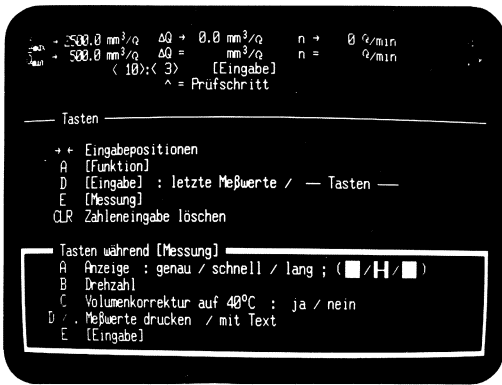 → 2500.0 mm³/Q ΔQ → 0.0 mm³/Q n → 0 Q/min
→ 500.0 mm³/Q ΔQ = mm³/Q n = Q/min
< 10>:< 3> [Eingabe]
^ = Prüfschritt
Tasten
→ ← Eingabepositionen
A [Funktion]
D [Eingabe] : letzte Meßwerte / — Tasten —
E [Messung]
CLR Zahleneingabe löschen
Tasten während [Messung]
A Anzeige : genau / schnell / lang ; ( █ / H / █ )
B Drehzahl
C Volumenkorrektur auf 40°C : ja / nein
D / . Meßwerte drucken / mit Text
E [Eingabe]